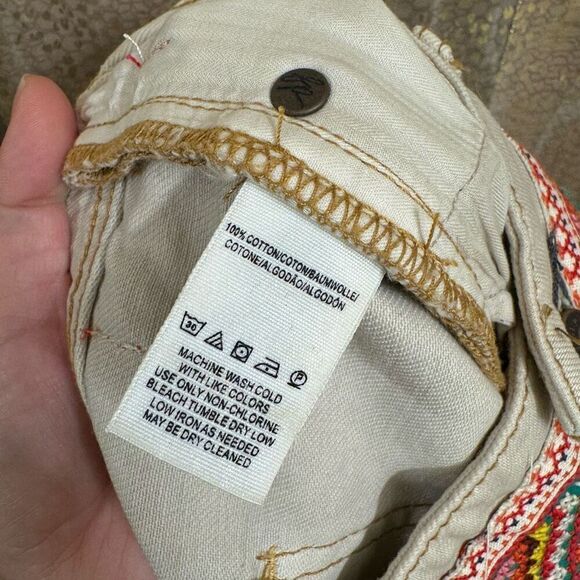 100% COTTON/COTON/BAUMWOLLE/
COTONE/ALGODÃO/ALGODÓN
30
P
MACHINE WASH COLD
WITH LIKE COLORS
USE ONLY NON-CHLORINE
BLEACH TUMBLE DRY LOW
LOW IRON AS NEEDED
MAY BE DRY CLEANED